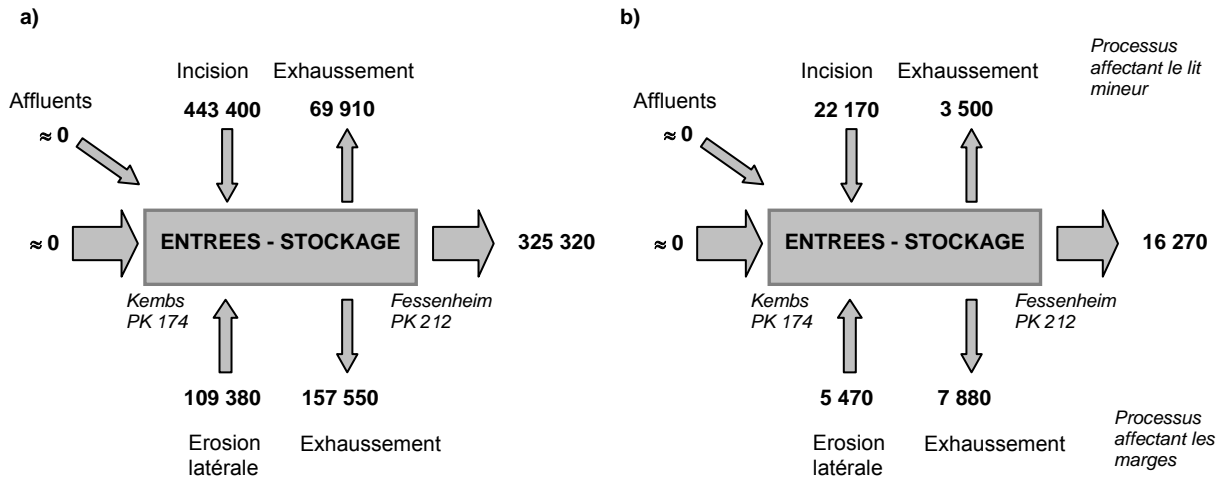 a)
Incision
Exhaussement
Affluents
443 400
69 910
≈ 0
≈ 0
ENTREES - STOCKAGE
325 320
Kembs
PK 174
Fessenheim
PK 212
109 380
157 550
Erosion
latérale
Exhaussement
b)
Processus
affectant le lit
mineur
Incision
Exhaussement
Affluents
22 170
3 500
≈ 0
≈ 0
ENTREES - STOCKAGE
16 270
Kembs
PK 174
Fessenheim
PK 212
5 470
7 880
Erosion
latérale
Exhaussement
Processus
affectant les
marges